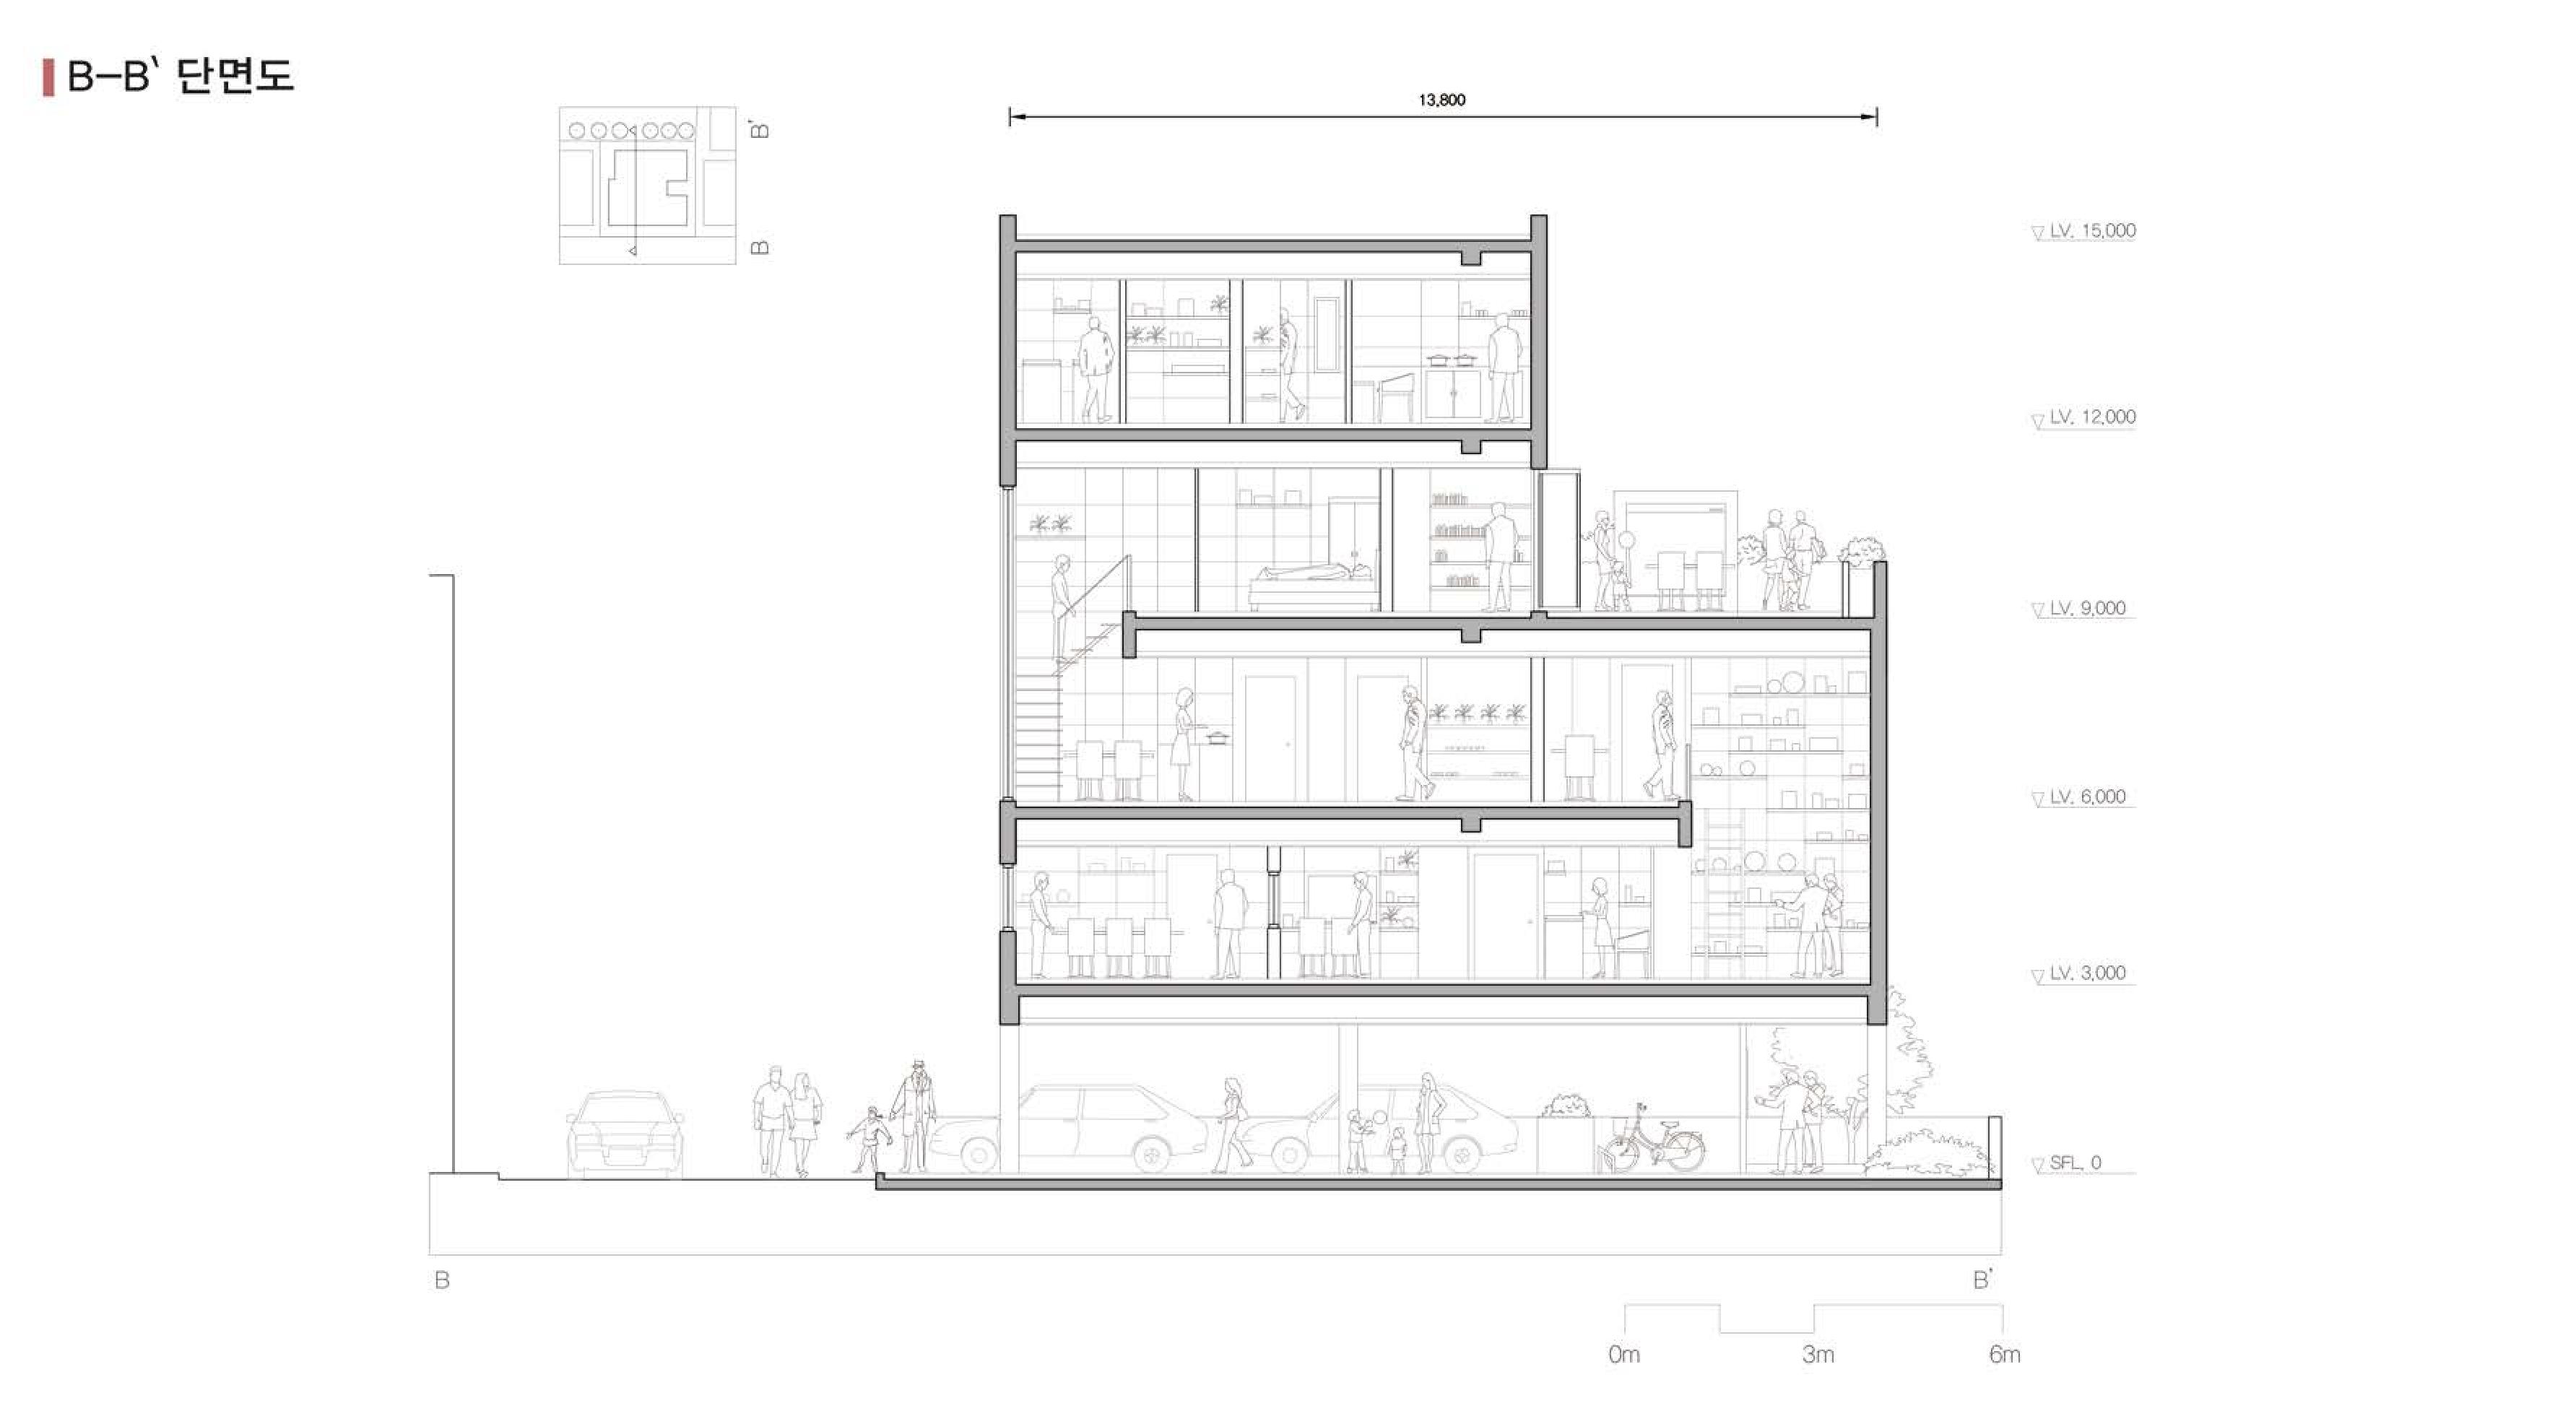 B-B` 단면도
13,800
B'
B
LV. 15,000
LV. 12,000
LV. 9,000
LV. 6,000
LV. 3,000
SFL. 0
B
B'
0m
3m
6m